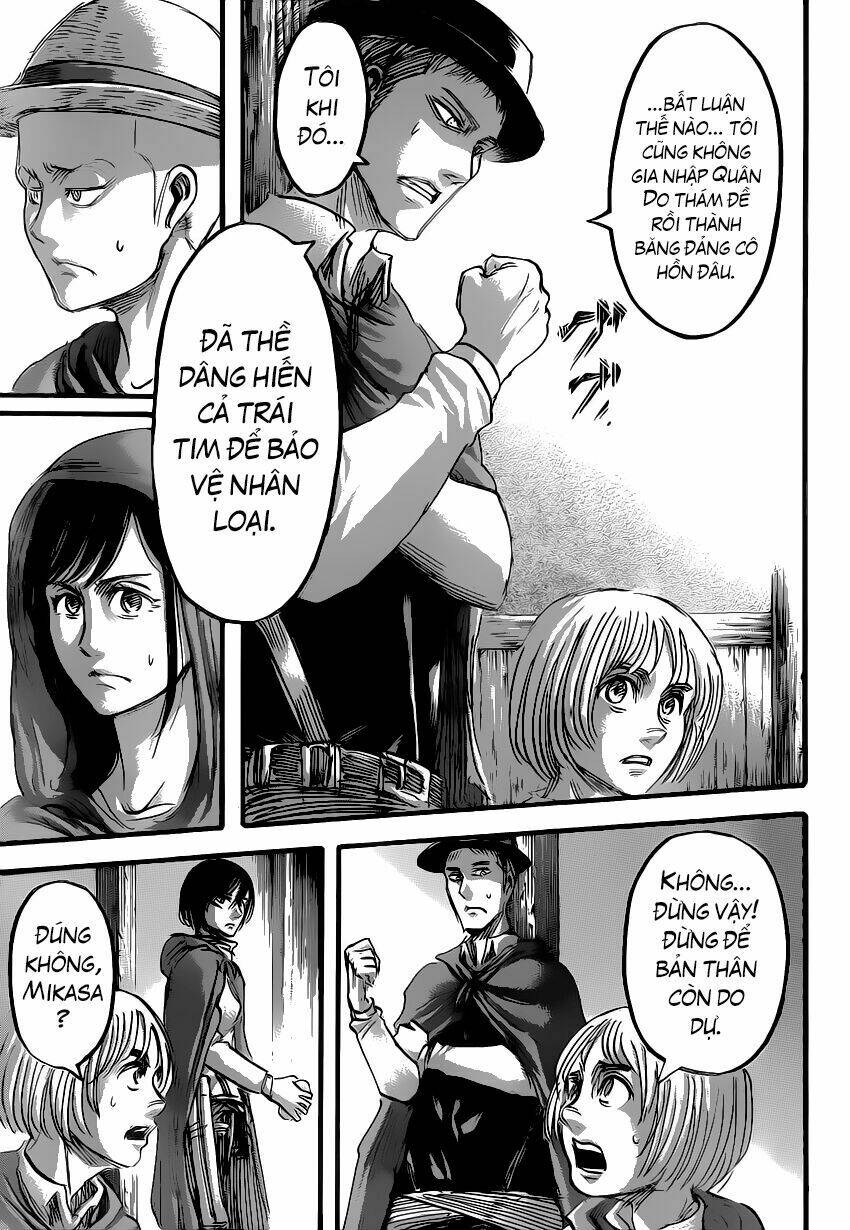 ...BẤT LUẬN
THẾ NÀO... TÔI
CŨNG KHÔNG
GIA NHẬP QUÂN
DO THÁM ĐỀ
RỒI THÀNH
BĂNG ĐẢNG CÔ
HỒN ĐÂU.
TÔI
KHI
ĐÓ...
ĐÃ THỀ
DÂNG HIẾN
CẢ TRÁI
TIM ĐỂ BẢO
VỆ NHÂN
LOẠI.
KHÔNG...
ĐỪNG VẬY!
ĐỪNG ĐỂ
BẢN THÂN
CÒN DO
DỰ.
ĐÚNG
KHÔNG,
MIKASA
?